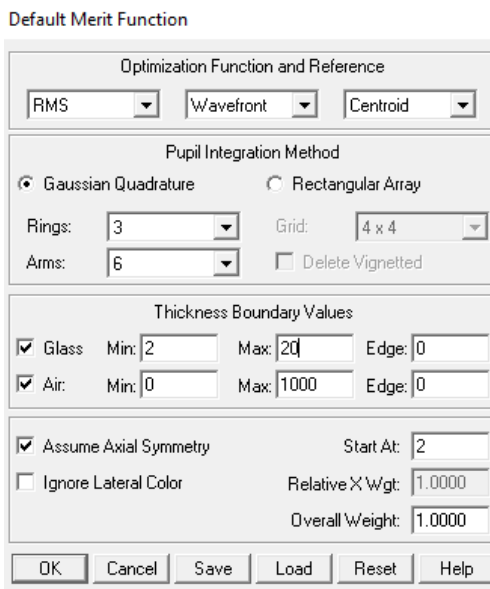 Default Merit Function
Optimization Function and Reference
RMS Wavefront Centroid
Pupil Integration Method
Gaussian Quadrature Rectangular Array
Rings: 3 Grid: 4 x 4
Arms: 6 Delete Vignetted
Thickness Boundary Values
Glass Min: 2 Max: 20 Edge: 0
Air: Min: 0 Max: 1000 Edge: 0
Assume Axial Symmetry Start At: 2
Ignore Lateral Color Relative X Wgt: 1.0000
Overall Weight: 1.0000
OK Cancel Save Load Reset Help